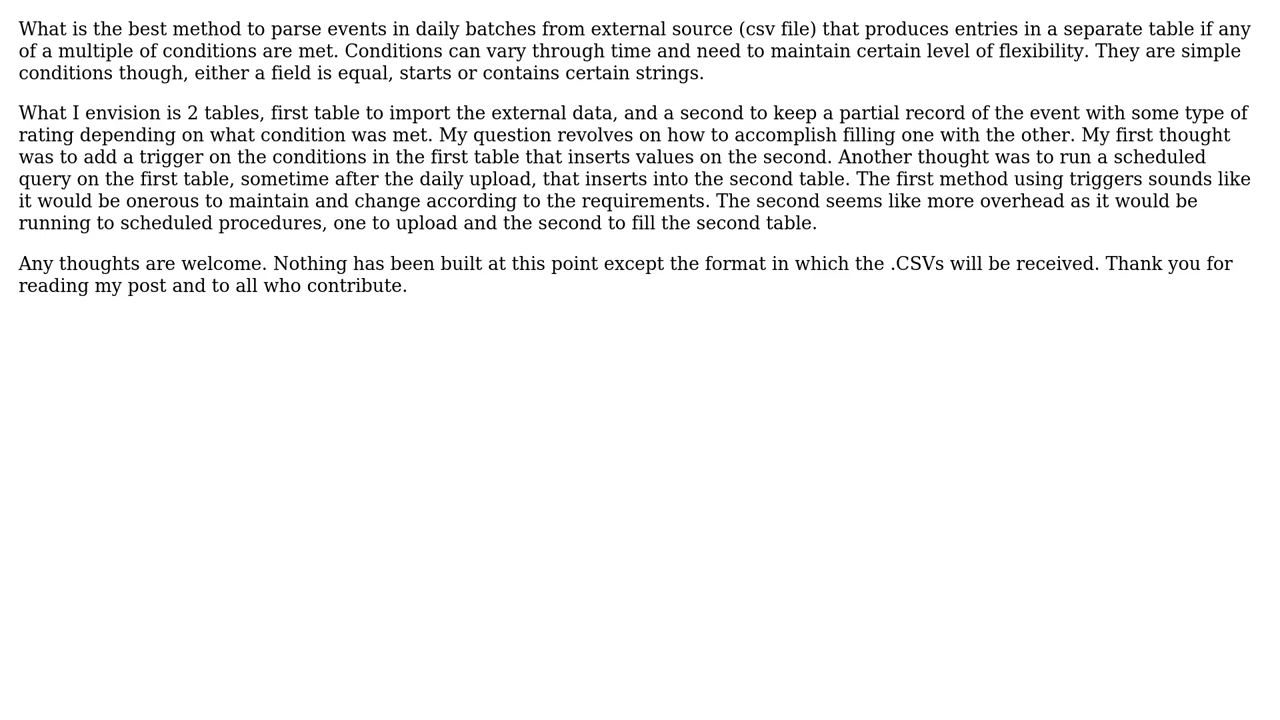 What is the best method to parse events in daily batches from external source (csv file) that produces entries in a separate table if any
of a multiple of conditions are met. Conditions can vary through time and need to maintain certain level of flexibility. They are simple
conditions though, either a field is equal, starts or contains certain strings.
What I envision is 2 tables, first table to import the external data, and a second to keep a partial record of the event with some type of
rating depending on what condition was met. My question revolves on how to accomplish filling one with the other. My first thought
was to add a trigger on the conditions in the first table that inserts values on the second. Another thought was to run a scheduled
query on the first table, sometime after the daily upload, that inserts into the second table. The first method using triggers sounds like
it would be onerous to maintain and change according to the requirements. The second seems like more overhead as it would be
running to scheduled procedures, one to upload and the second to fill the second table.
Any thoughts are welcome. Nothing has been built at this point except the format in which the .CSVs will be received. Thank you for
reading my post and to all who contribute.